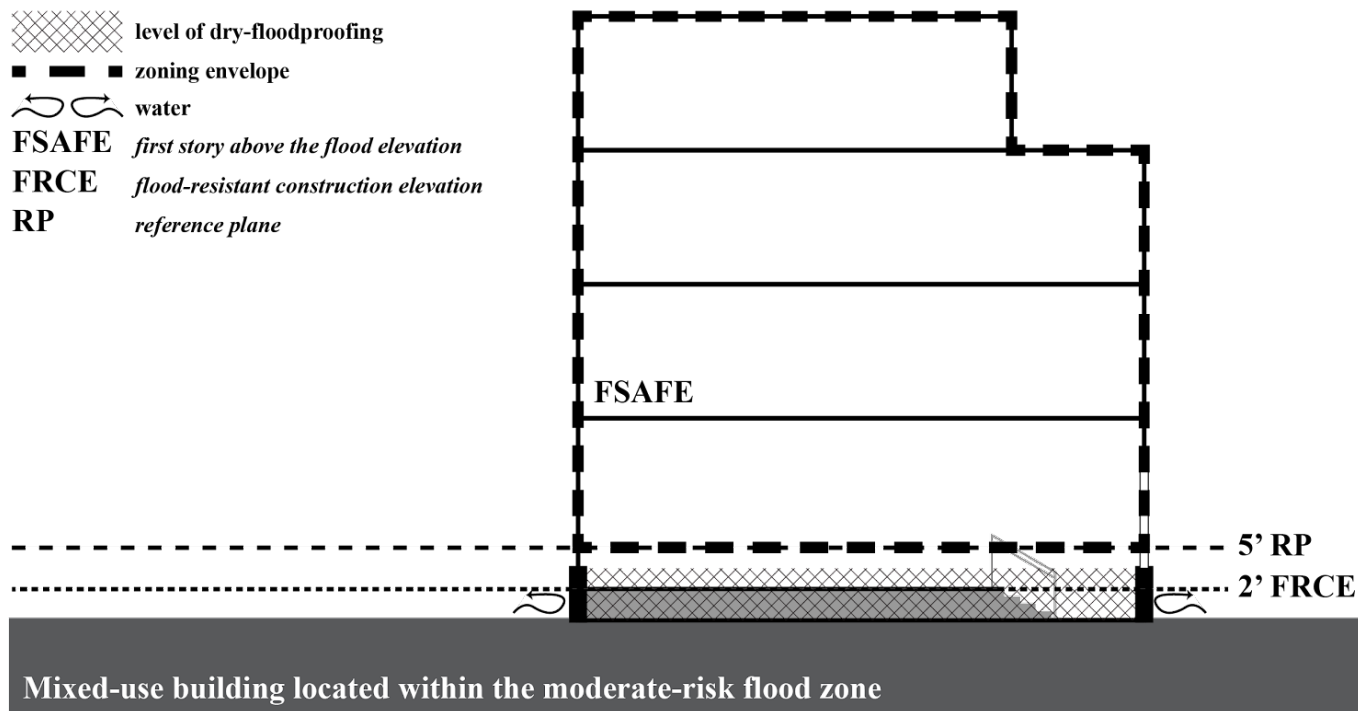 level of dry-floodproofing
zoning envelope
water
FSAFE first story above the flood elevation
FRCE flood-resistant construction elevation
RP reference plane
FSAFE
5’ RP
2’ FRCE
Mixed-use building located within the moderate-risk flood zone